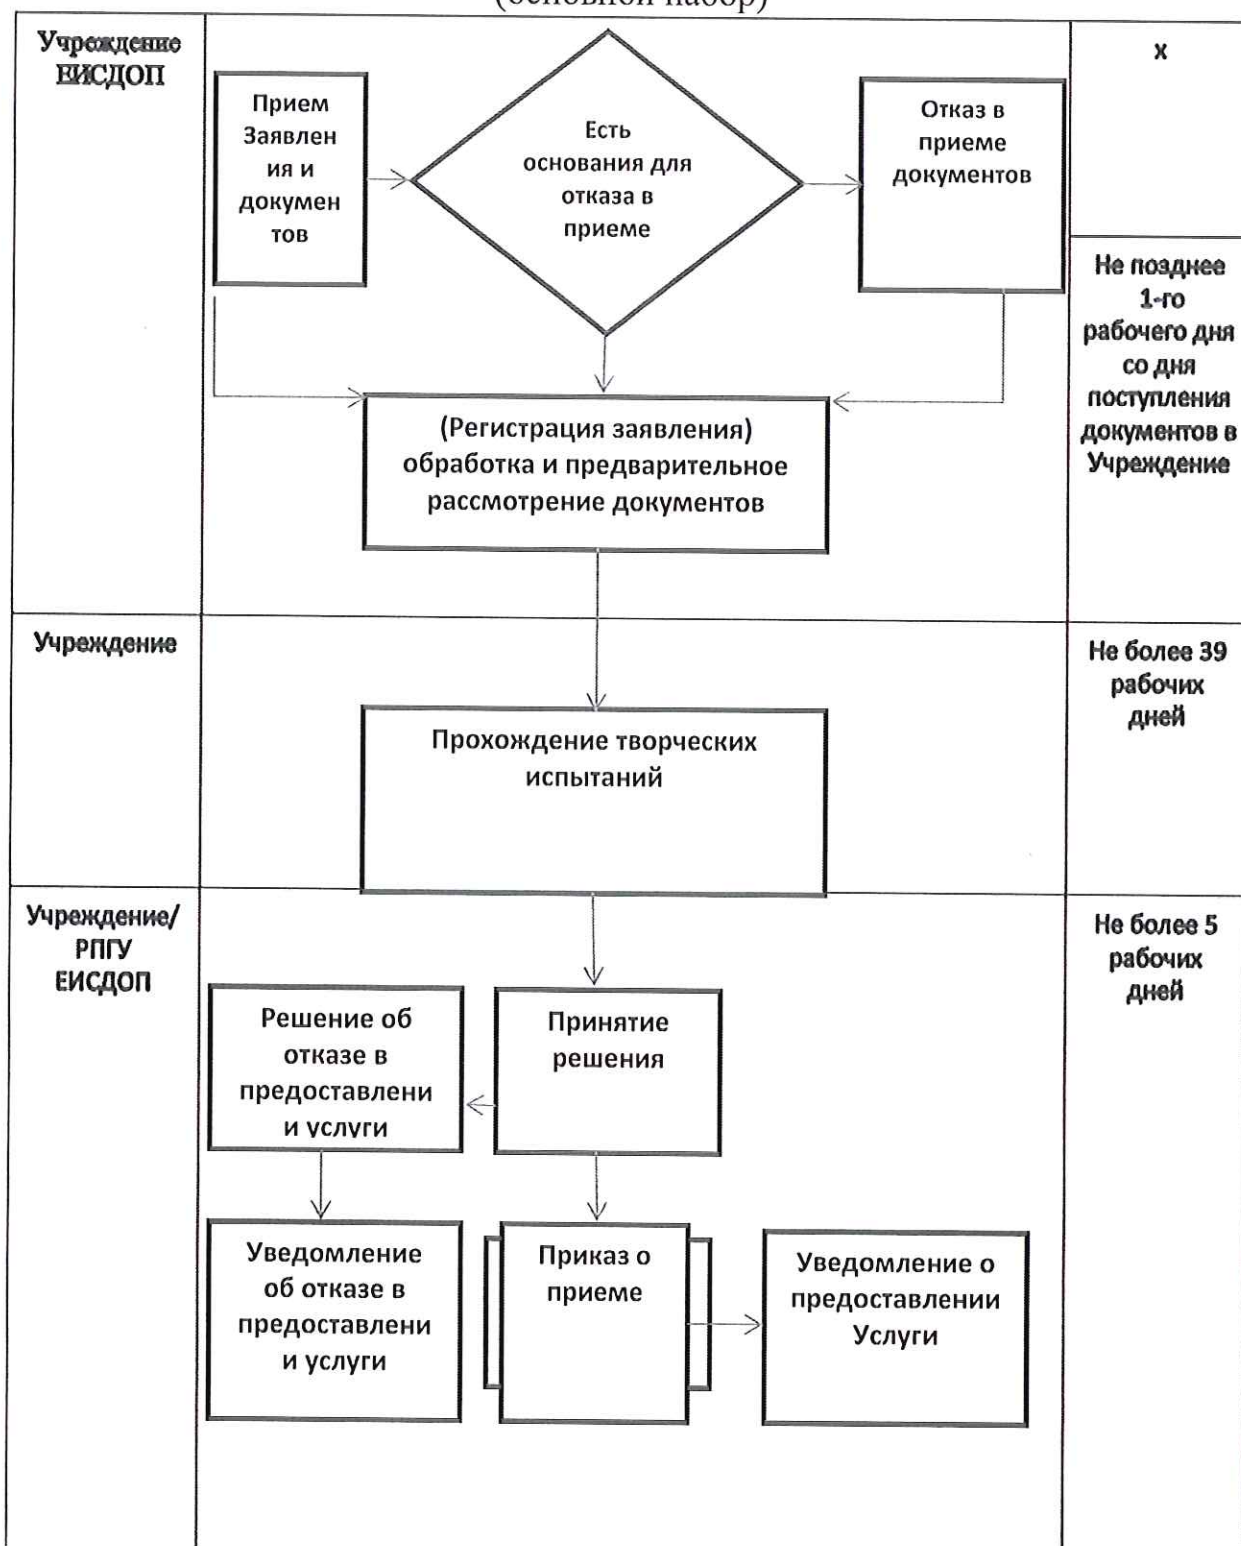 (основной набор)
Учреждение
ЕИСДОП
Прием
Заявлен
ия и
докумен
тов
Есть
основания для
отказа в
приеме
Отказ в
приеме
документов
х
Не позднее
1-го
рабочего дня
со дня
поступления
документов в
Учреждение
(Регистрация заявления)
обработка и предварительное
рассмотрение документов
Учреждение
Прохождение творческих
испытаний
Не более 39
рабочих
дней
Учреждение/
РПГУ
ЕИСДОП
Решение об
отказе в
предоставлени
и услуги
Принятие
решения
Не более 5
рабочих
дней
Уведомление
об отказе в
предоставлени
и услуги
Приказ о
приеме
Уведомление о
предоставлении
Услуги